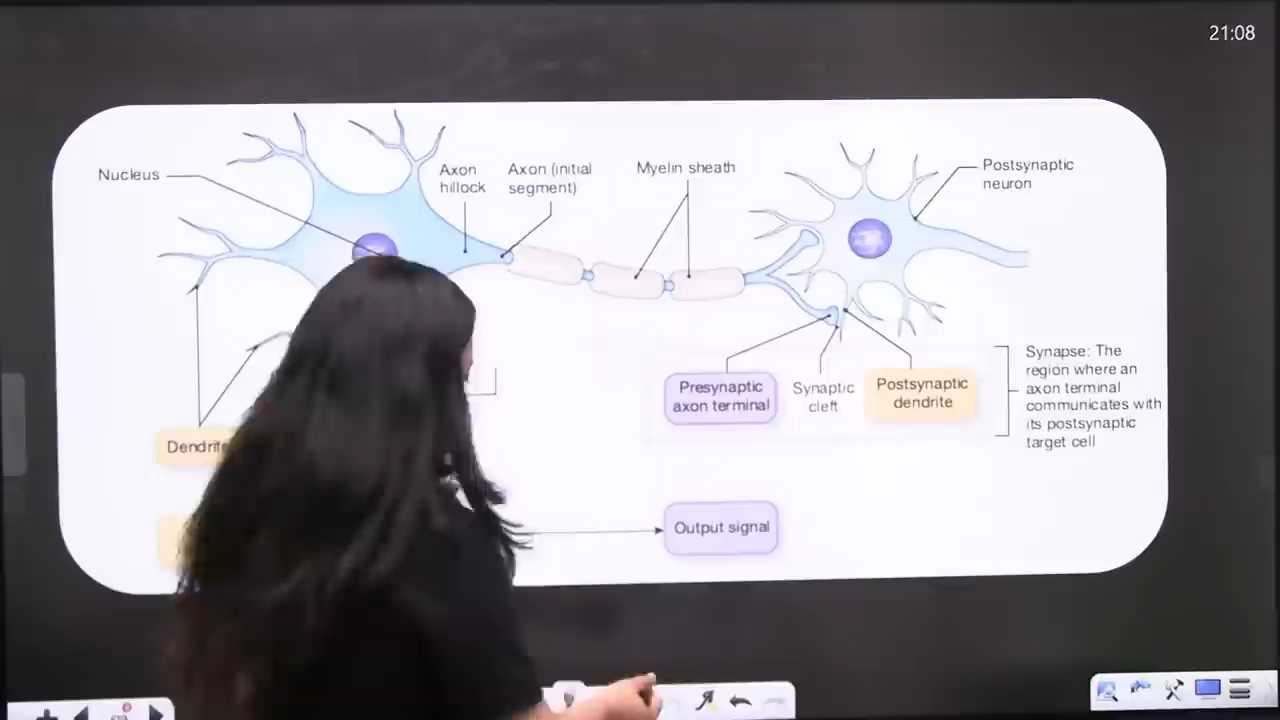 21:08
Nucleus
Axon
hillock
Axon (initial
segment)
Myelin sheath
Postsynaptic
neuron
Presynaptic
axon terminal
Synaptic
cleft
Postsynaptic
dendrite
Synapse: The
region where an
axon terminal
communicates with
its postsynaptic
target cell
Output signal